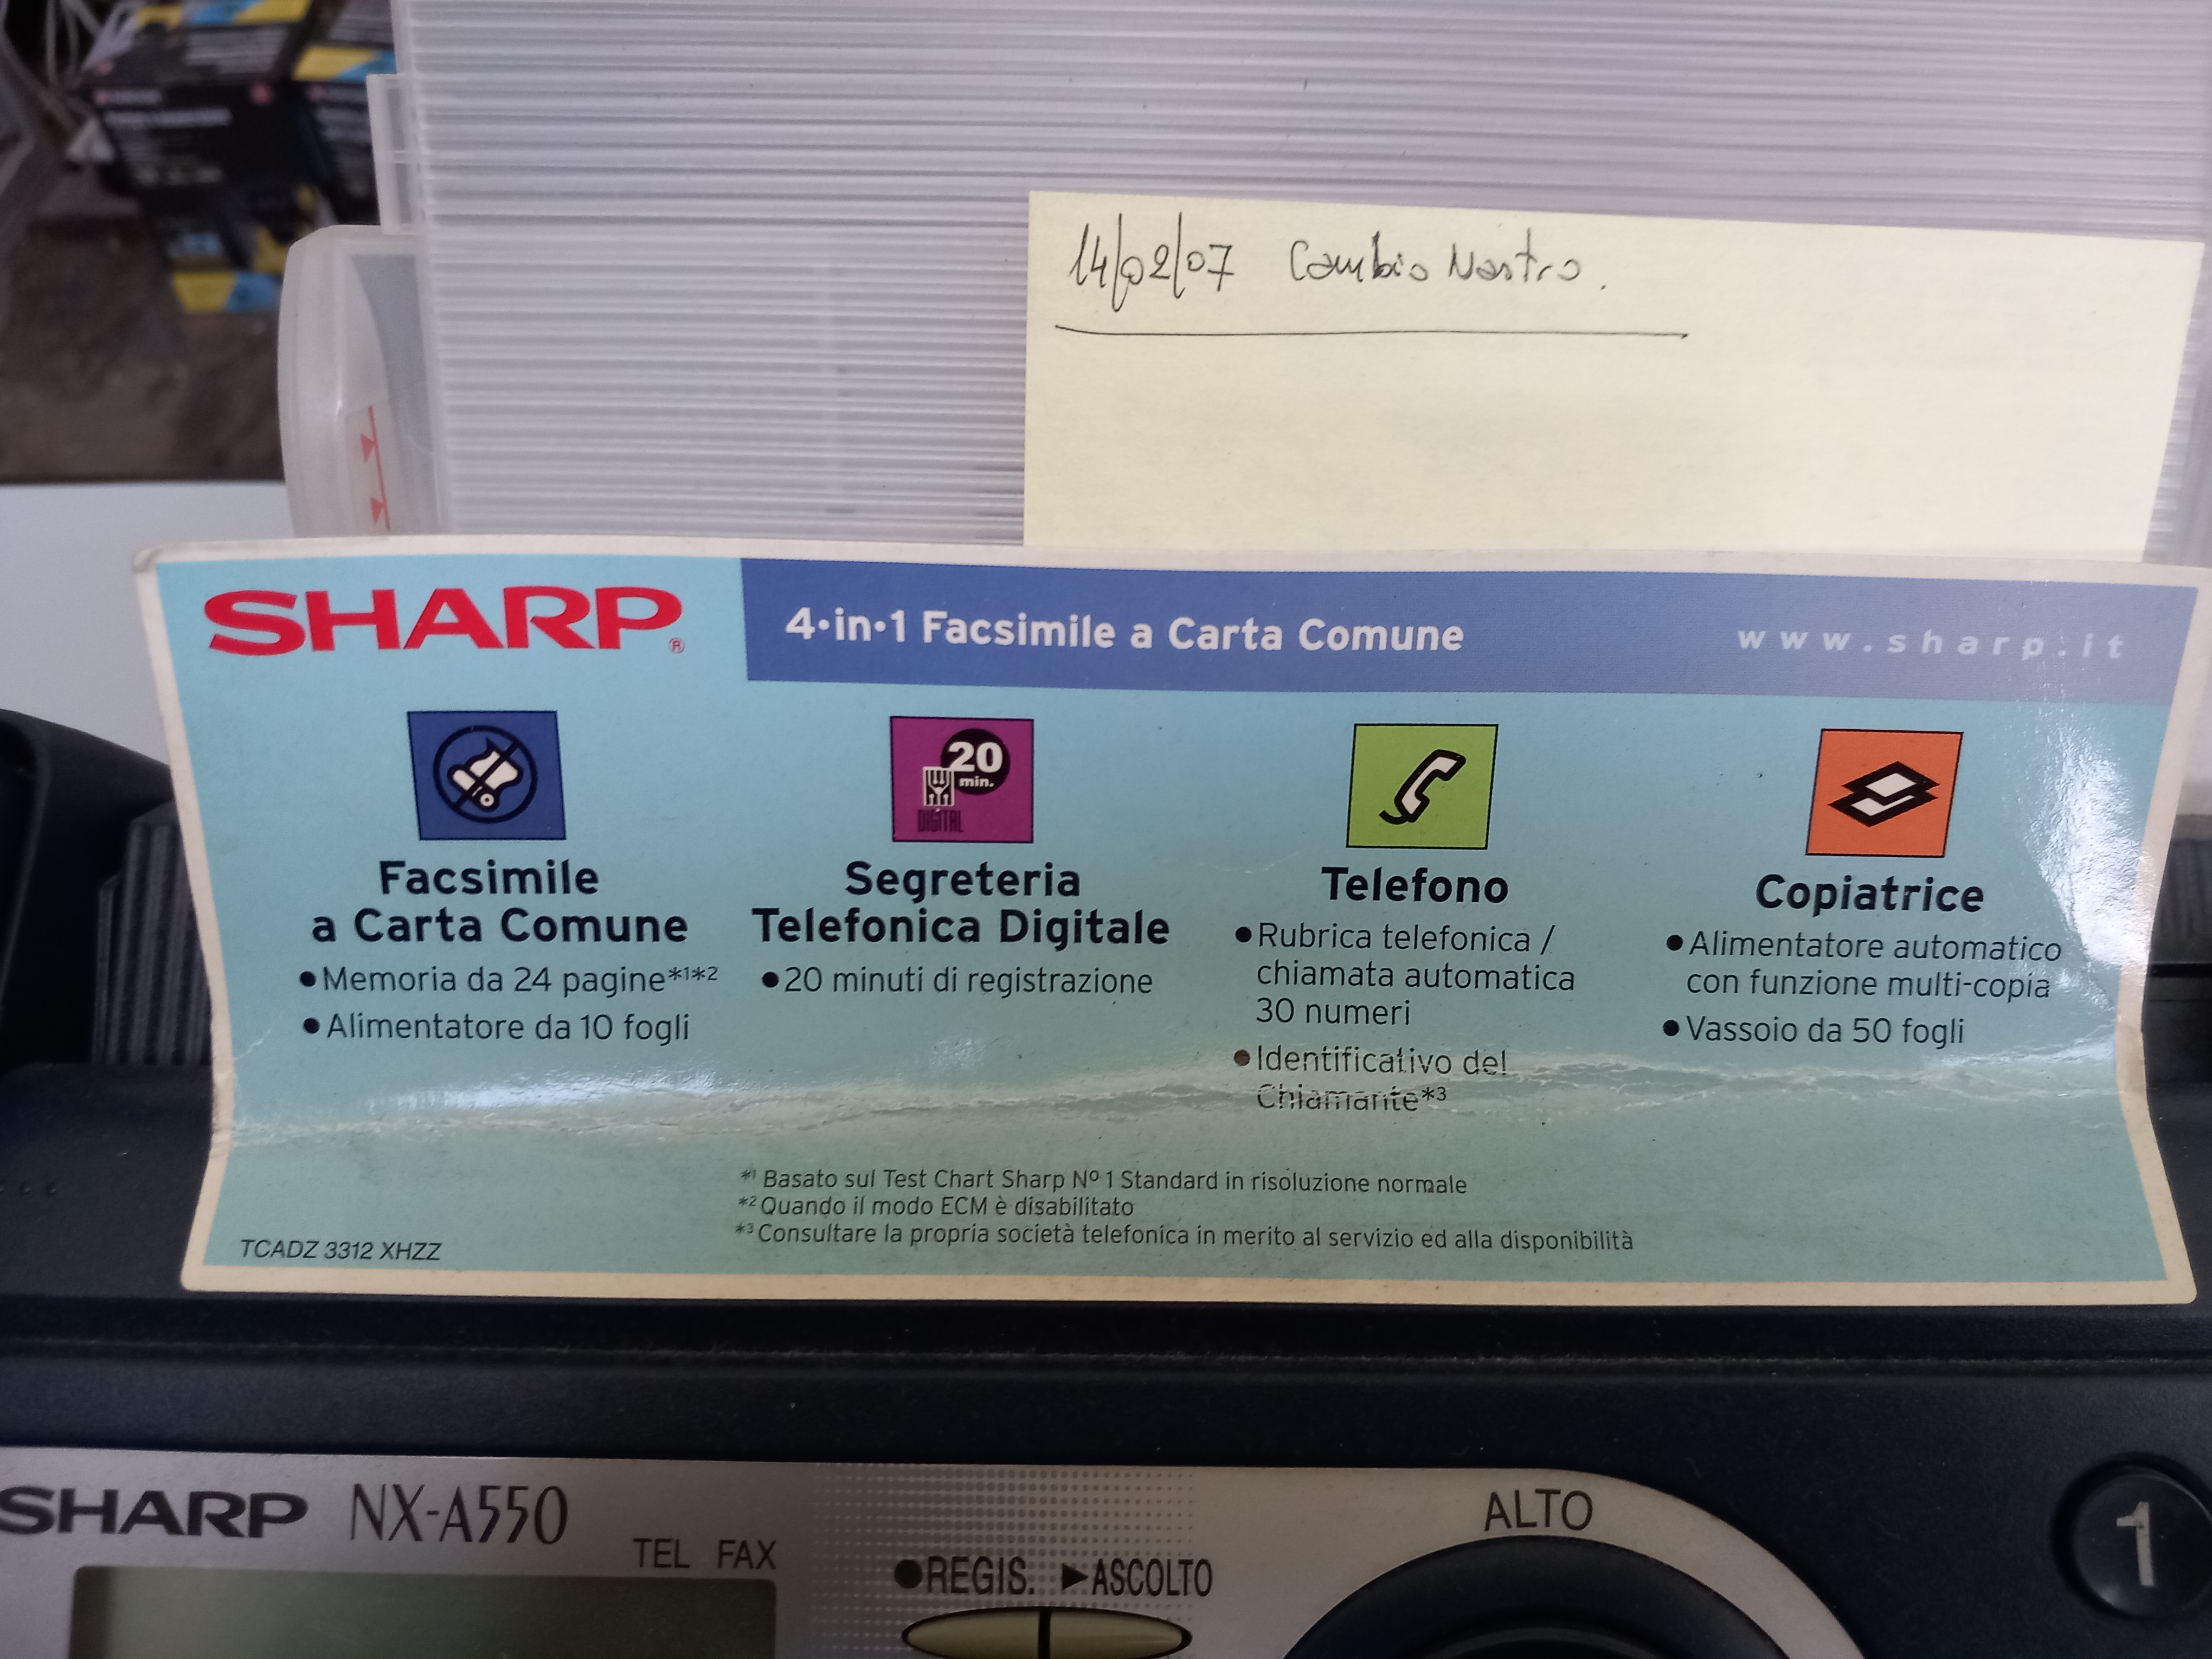 14/02/07 Cambio Nastro.
SHARP®
4·in·1 Facsimile a Carta Comune
www.sharp.it
20
min.
DIGITAL
Facsimile
a Carta Comune
●Memoria da 24 pagine*1*2
●Alimentatore da 10 fogli
Segreteria
Telefonica Digitale
●20 minuti di registrazione
Telefono
●Rubrica telefonica /
chiamata automatica
30 numeri
●Identificativo del
Chiamante*3
Copiatrice
●Alimentatore automatico
con funzione multi-copia
●Vassoio da 50 fogli
*1 Basato sul Test Chart Sharp Nº 1 Standard in risoluzione normale
*2 Quando il modo ECM è disabilitato
*3 Consultare la propria società telefonica in merito al servizio ed alla disponibilità
TCADZ 3312 XHZZ
SHARP NX-A550
TEL FAX
●REGIS. ►ASCOLTO
ALTO
1